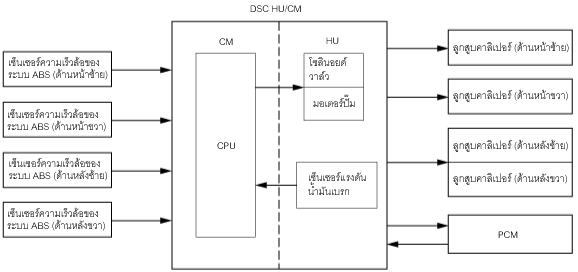 DSC HU/CM
CM
HU
เซ็นเซอร์ความเร็วล้อของ
ระบบ ABS (ด้านหน้าซ้าย)
เซ็นเซอร์ความเร็วล้อของ
ระบบ ABS (ด้านหน้าขวา)
เซ็นเซอร์ความเร็วล้อของ
ระบบ ABS (ด้านหลังซ้าย)
เซ็นเซอร์ความเร็วล้อของ
ระบบ ABS (ด้านหลังขวา)
CPU
โซลินอยด์
วาล์ว
มอเตอร์ปั๊ม
เซ็นเซอร์แรงดัน
น้ำมันเบรก
ลูกสูบคาลิเปอร์ (ด้านหน้าซ้าย)
ลูกสูบคาลิเปอร์ (ด้านหน้าขวา)
ลูกสูบคาลิเปอร์ (ด้านหลังซ้าย)
ลูกสูบคาลิเปอร์ (ด้านหลังขวา)
PCM